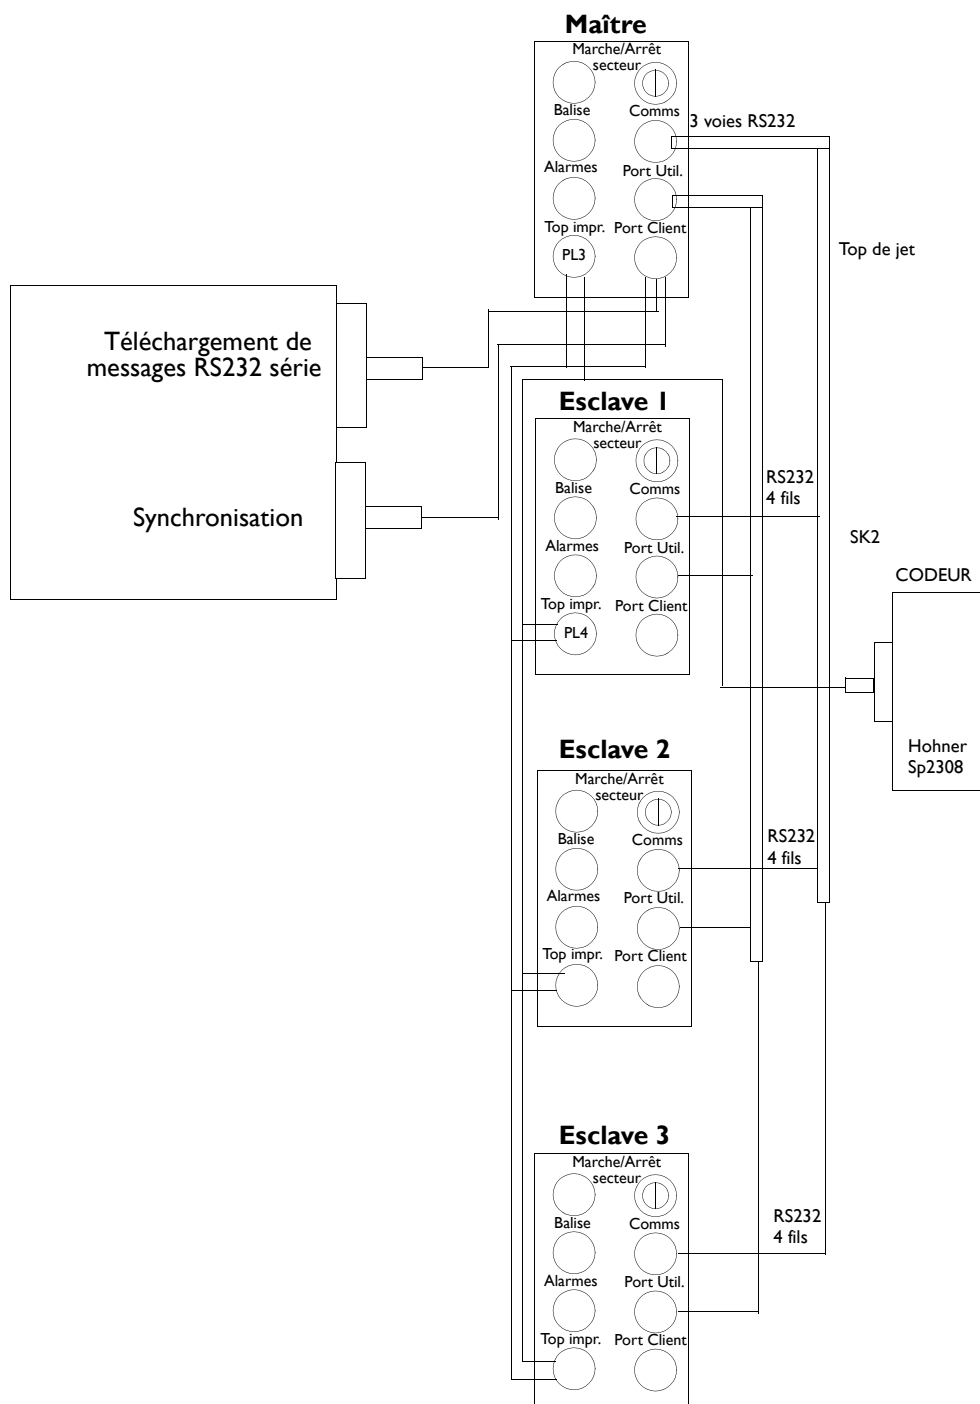 Maître
Marche/Arrêt
secteur
Balise
Comms
3 voies RS232
Alarmes
Port Util.
Top impr.
Port Client
PL3
Top de jet
Téléchargement de
messages RS232 série
Synchronisation
Esclave 1
Marche/Arrêt
secteur
Balise
Comms
RS232
4 fils
Alarmes
Port Util.
SK2
Top impr.
Port Client
PL4
CODEUR
Hohner
Sp2308
Esclave 2
Marche/Arrêt
secteur
Balise
Comms
RS232
4 fils
Alarmes
Port Util.
Top impr.
Port Client
Esclave 3
Marche/Arrêt
secteur
Balise
Comms
RS232
4 fils
Alarmes
Port Util.
Top impr.
Port Client